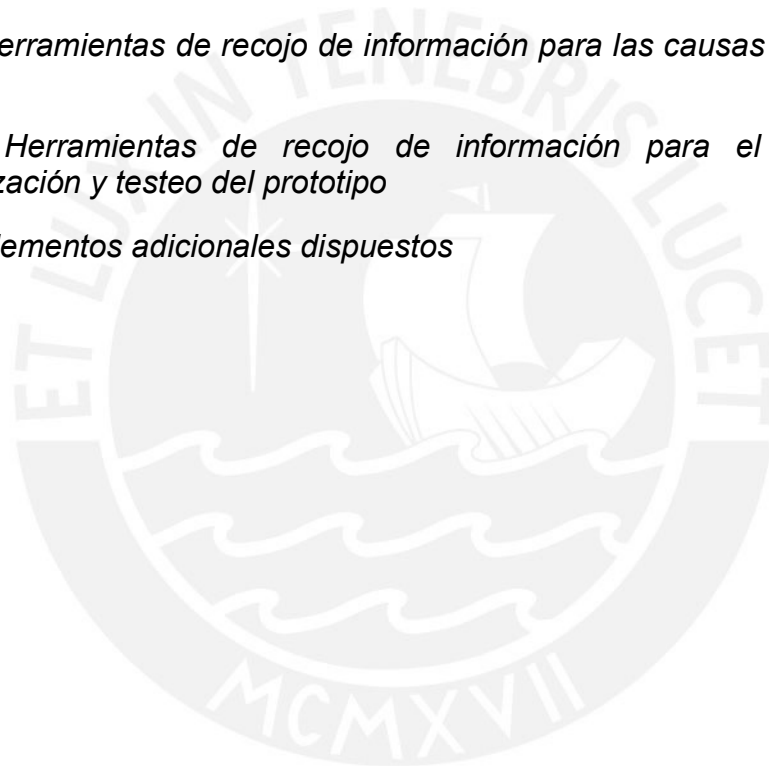 erramientas de recojo de información para las causas
Herramientas de recojo de información para el
zación y testeo del prototipo
lementos adicionales dispuestos
ET LUX IN TENEBRIS LUCET
MCMXVII